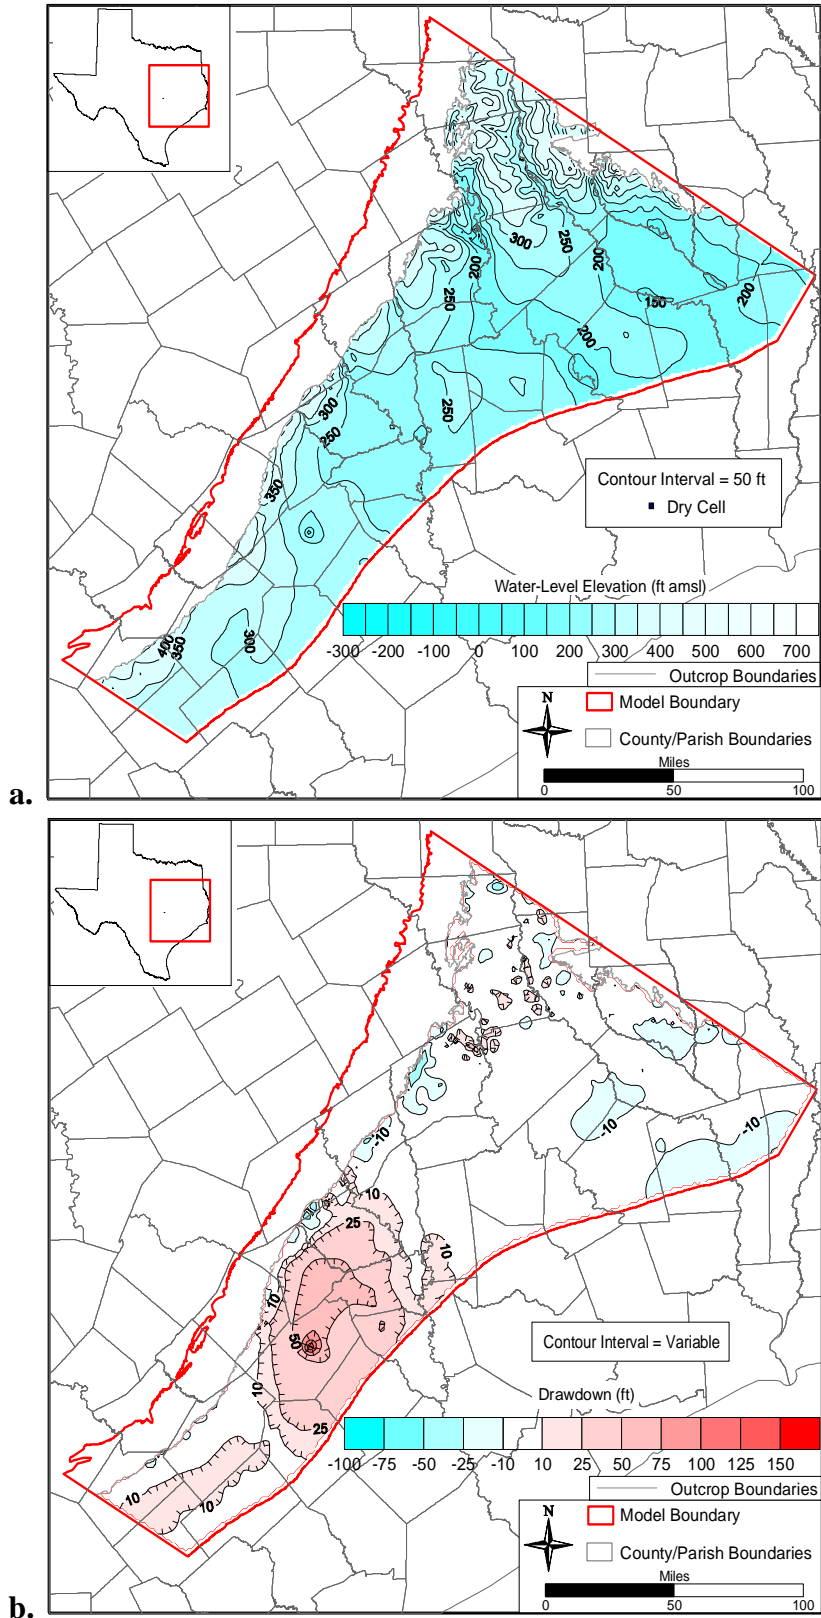 300
250
200
200
250
150
200
200
300
250
250
350
Contour Interval = 50 ft
Dry Cell
400
350
300
Water-Level Elevation (ft amsl)
-300 -200 -100 0 100 200 300 400 500 600 700
Outcrop Boundaries
N
Model Boundary
County/Parish Boundaries
Miles
0 50 100
a.
-10
-10
-10
10
25
10
10
50
Contour Interval = Variable
10
Drawdown (ft)
25
-100 -75 -50 -25 -10 10 25 50 75 100 125 150
10
10
Outcrop Boundaries
N
Model Boundary
County/Parish Boundaries
Miles
0 50 100
b.